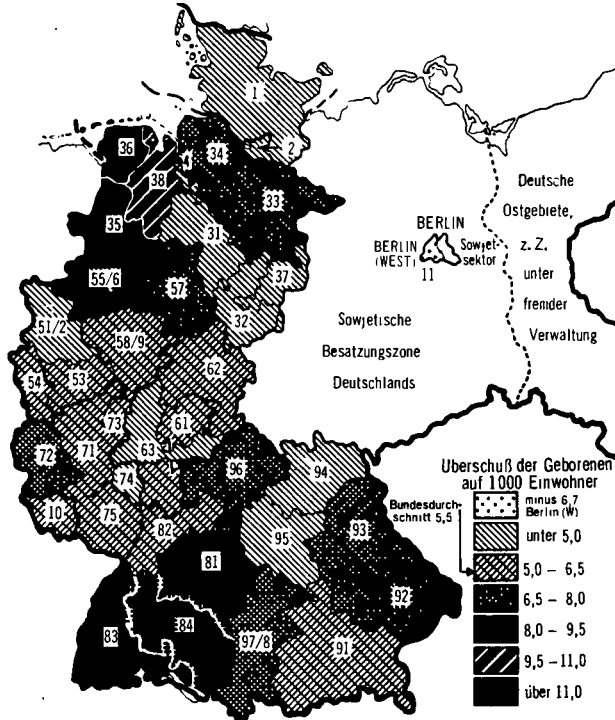 1
2
36
34
4
38
33
35
31
55/6
57
37
32
51/2
58/9
62
54
53
73
61
71
63
72
96
94
74
10
75
82
95
93
81
92
83
84
97/8
91
BERLIN
BERLIN
(WEST)
11
Sowjet-
sektor
Deutsche
Ostgebiete,
z. Z.
unter
fremder
Verwaltung
Sowjetische
Besatzungszone
Deutschlands
Überschuß der Geborenen
auf 1000 Einwohner
Bundesdurch-
schnitt 5,5
minus 6,7
Berlin (W)
unter 5,0
5,0 – 6,5
6,5 – 8,0
8,0 – 9,5
9,5 – 11,0
über 11,0